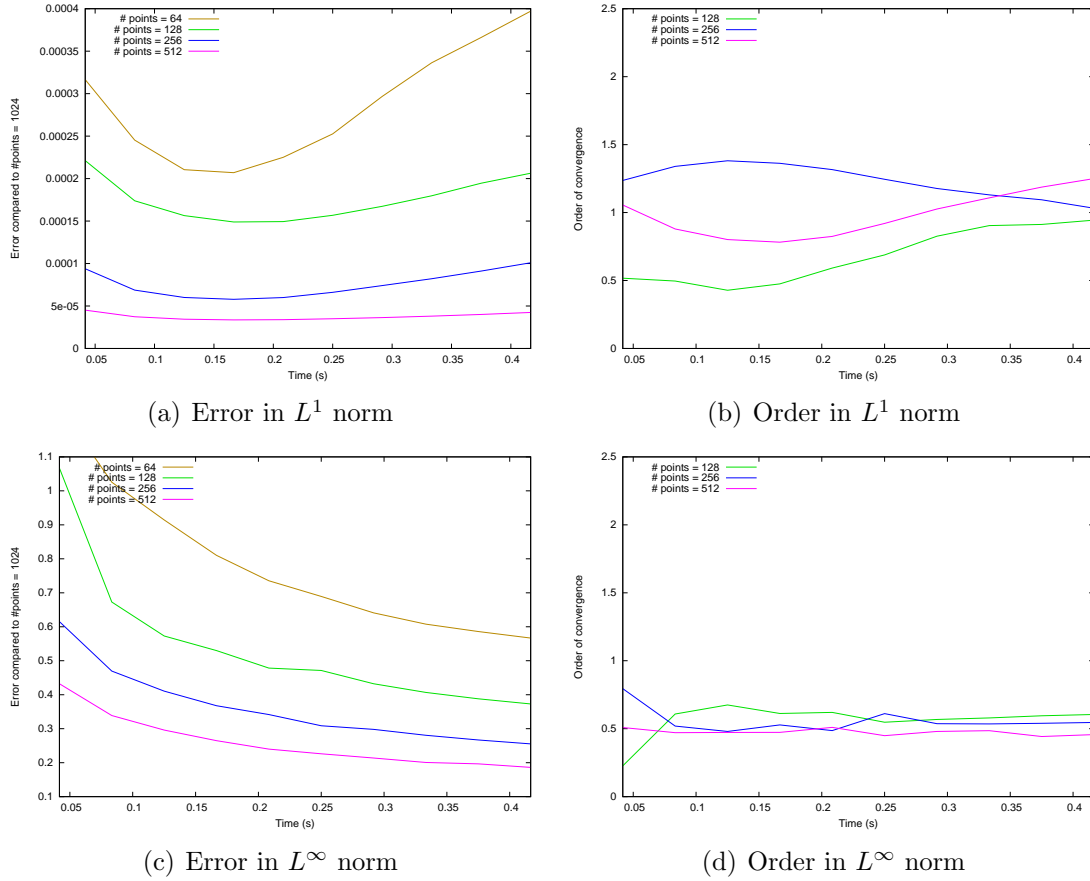 # points = 64
# points = 128
# points = 256
# points = 512
0.0004
0.00035
0.0003
0.00025
0.0002
0.00015
0.0001
5e-05
0
Error compared to #points = 1024
0.05 0.1 0.15 0.2 0.25 0.3 0.35 0.4
Time (s)
(a) Error in L¹ norm
# points = 128
# points = 256
# points = 512
2.5
2
1.5
1
0.5
0
Order of convergence
0.05 0.1 0.15 0.2 0.25 0.3 0.35 0.4
Time (s)
(b) Order in L¹ norm
# points = 64
# points = 128
# points = 256
# points = 512
1.1
1
0.9
0.8
0.7
0.6
0.5
0.4
0.3
0.2
0.1
Error compared to #points = 1024
0.05 0.1 0.15 0.2 0.25 0.3 0.35 0.4
Time (s)
(c) Error in L∞ norm
# points = 128
# points = 256
# points = 512
2.5
2
1.5
1
0.5
0
Order of convergence
0.05 0.1 0.15 0.2 0.25 0.3 0.35 0.4
Time (s)
(d) Order in L∞ norm